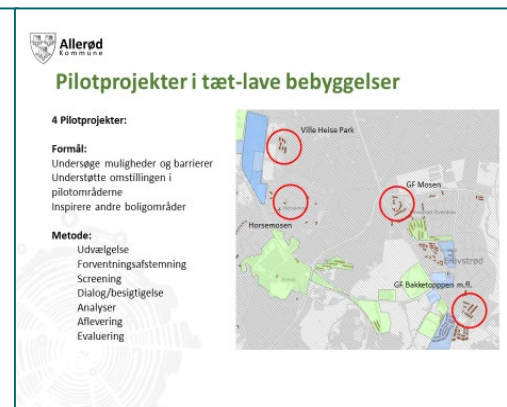 Allerød
Kommune
Pilotprojekter i tæt-lave bebyggelser
4 Pilotprojekter:
Formål:
Undersøge muligheder og barrierer
Understøtte omstillingen i
pilotområderne
Inspirere andre boligområder
Metode:
Udvælgelse
Forventningsafstemning
Screening
Dialog/besigtigelse
Analyser
Aflevering
Evaluering
Ville Heise Park
GF Mosen
Horsemosen
GF Bakketoppen m.fl.